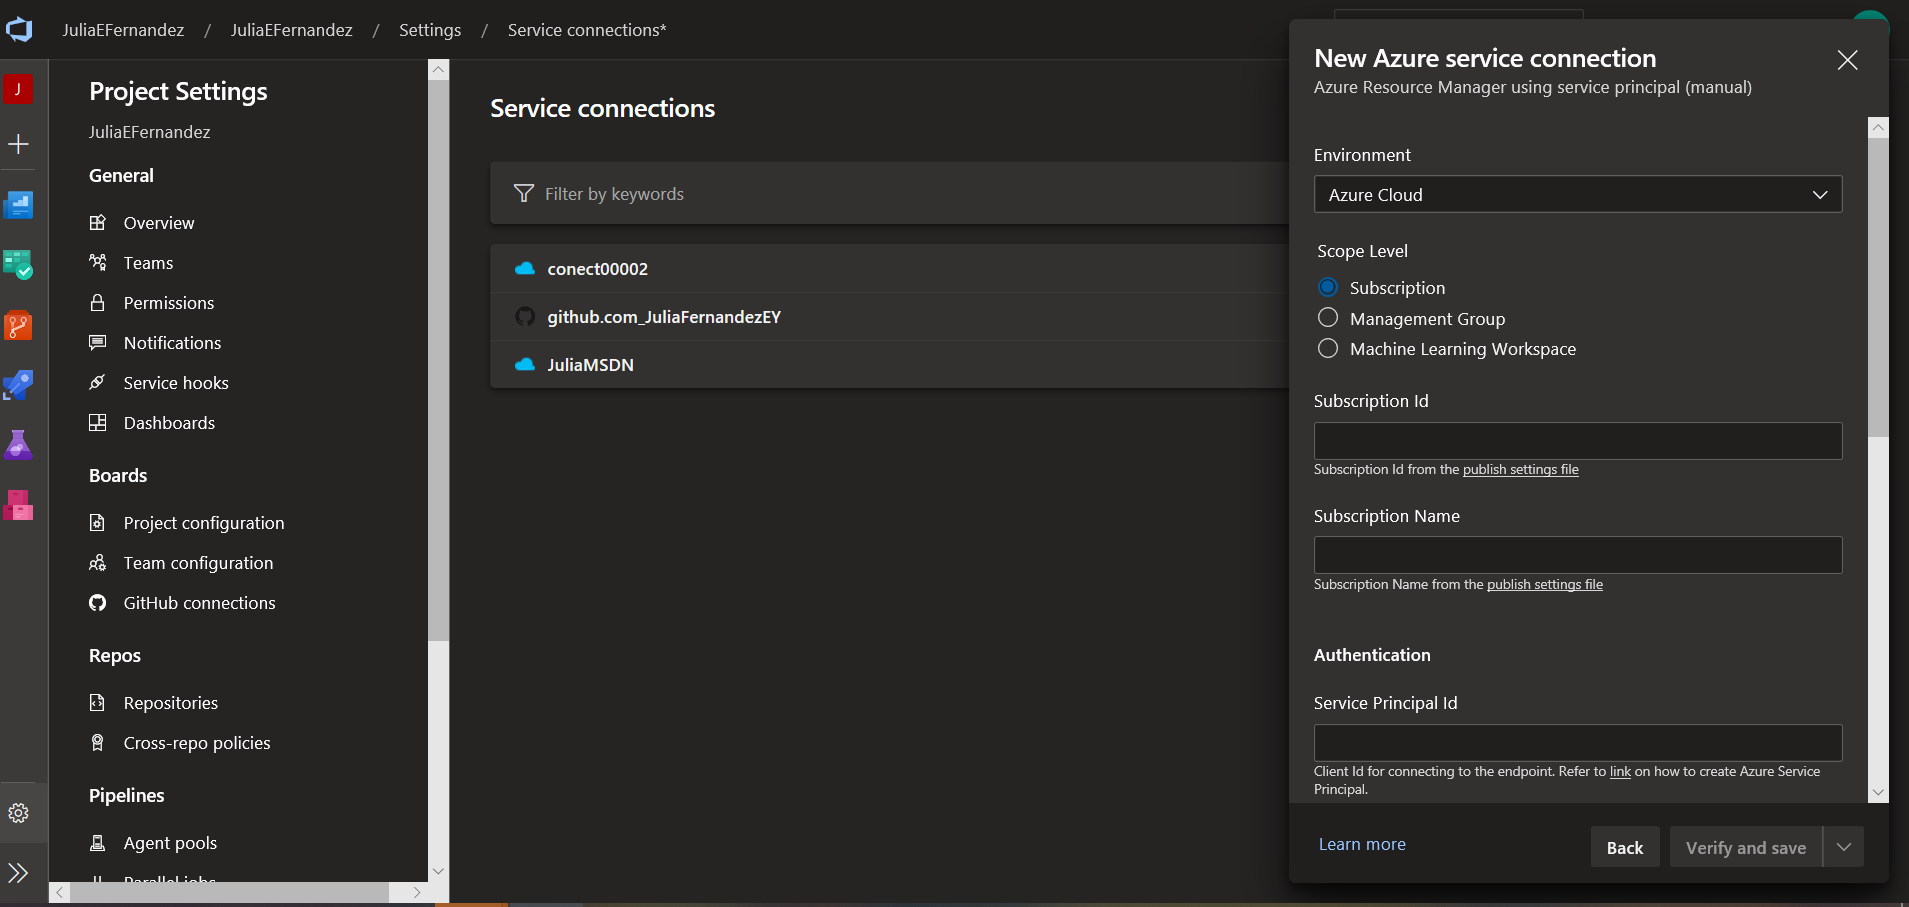 JuliaEFernandez / JuliaEFernandez / Settings / Service connections*
J
Project Settings
JuliaEFernandez
General
Overview
Teams
Permissions
Notifications
Service hooks
Dashboards
Boards
Project configuration
Team configuration
GitHub connections
Repos
Repositories
Cross-repo policies
Pipelines
Agent pools
Parallel jobs
Service connections
Filter by keywords
conect00002
github.com_JuliaFernandezEY
JuliaMSDN
New Azure service connection
Azure Resource Manager using service principal (manual)
Environment
Azure Cloud
Scope Level
Subscription
Management Group
Machine Learning Workspace
Subscription Id
Subscription Id from the publish settings file
Subscription Name
Subscription Name from the publish settings file
Authentication
Service Principal Id
Client Id for connecting to the endpoint. Refer to link on how to create Azure Service
Principal.
Learn more
Back
Verify and save